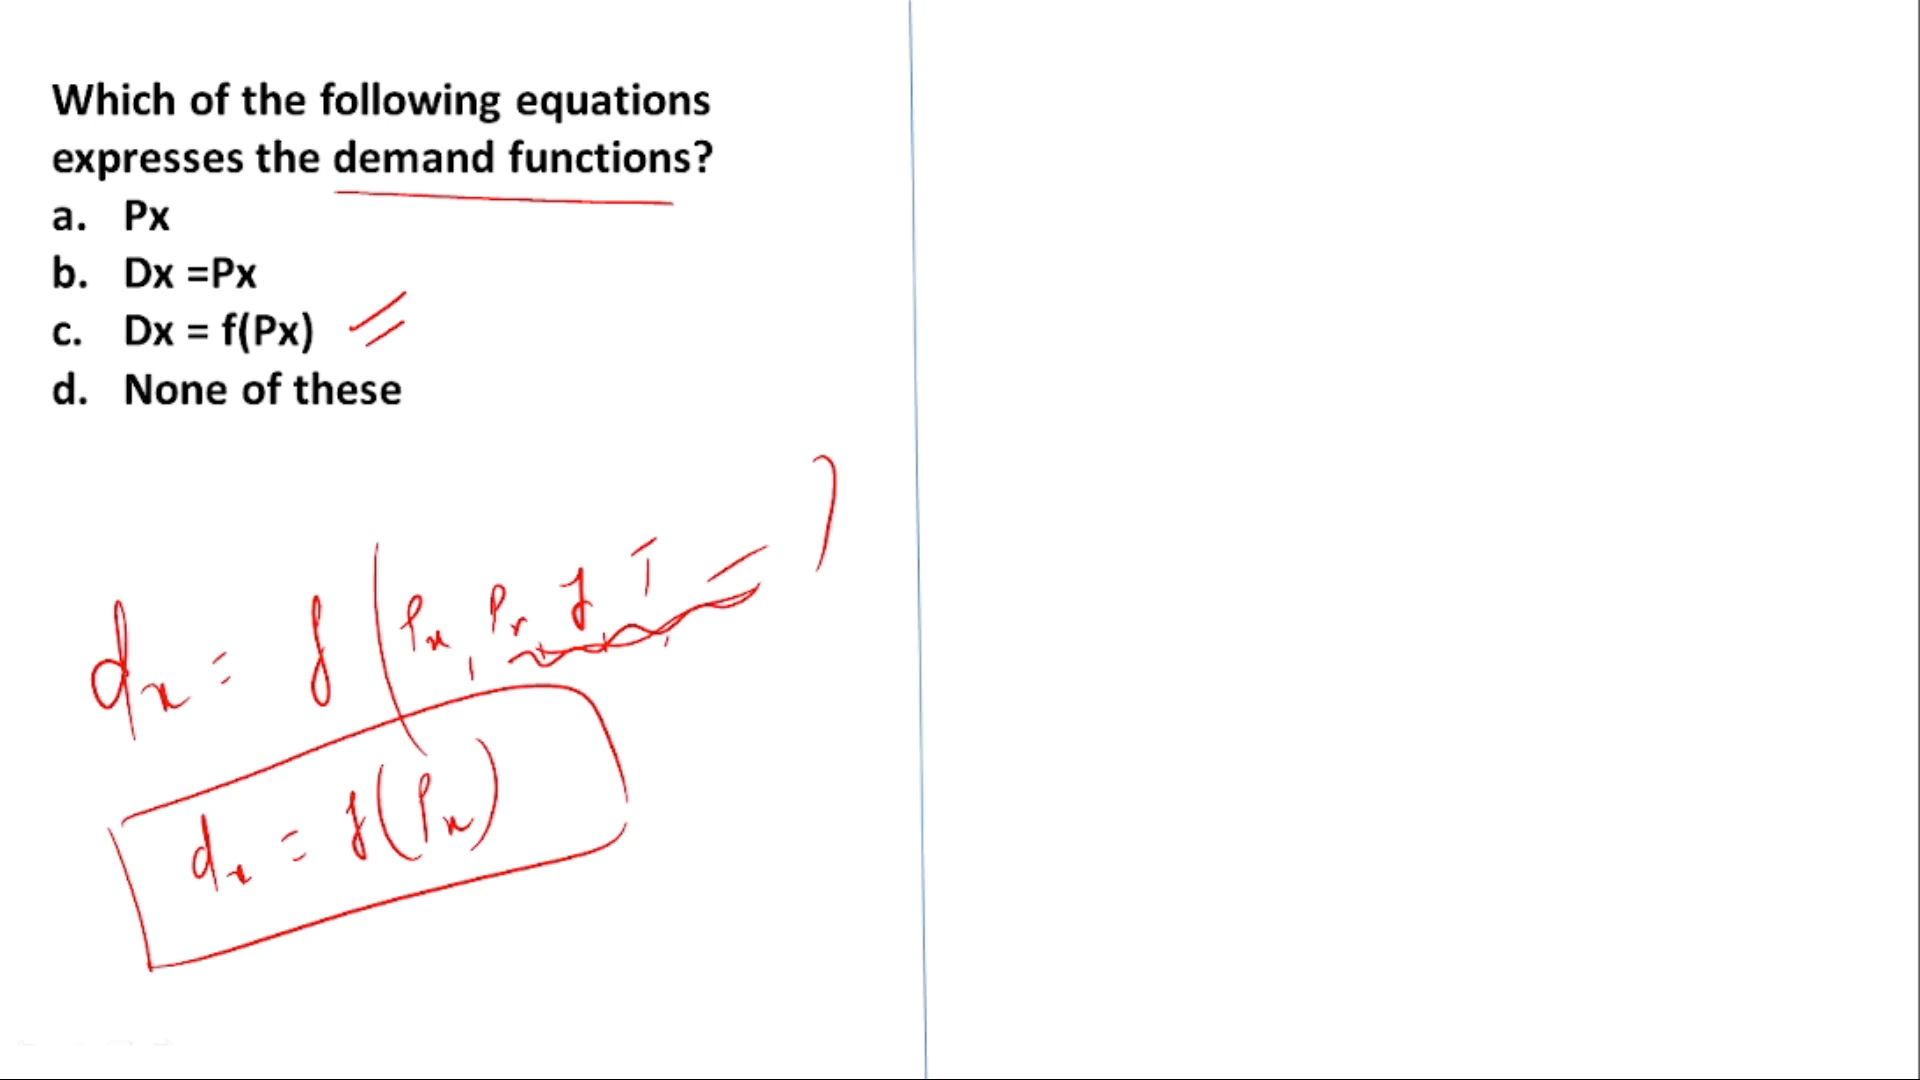 Which of the following equations
expresses the demand functions?
a. Px
b. Dx =Px
c. Dx = f(Px)
d. None of these
dx = f(Px, Pr, y, T, = )
dx = f(Px)